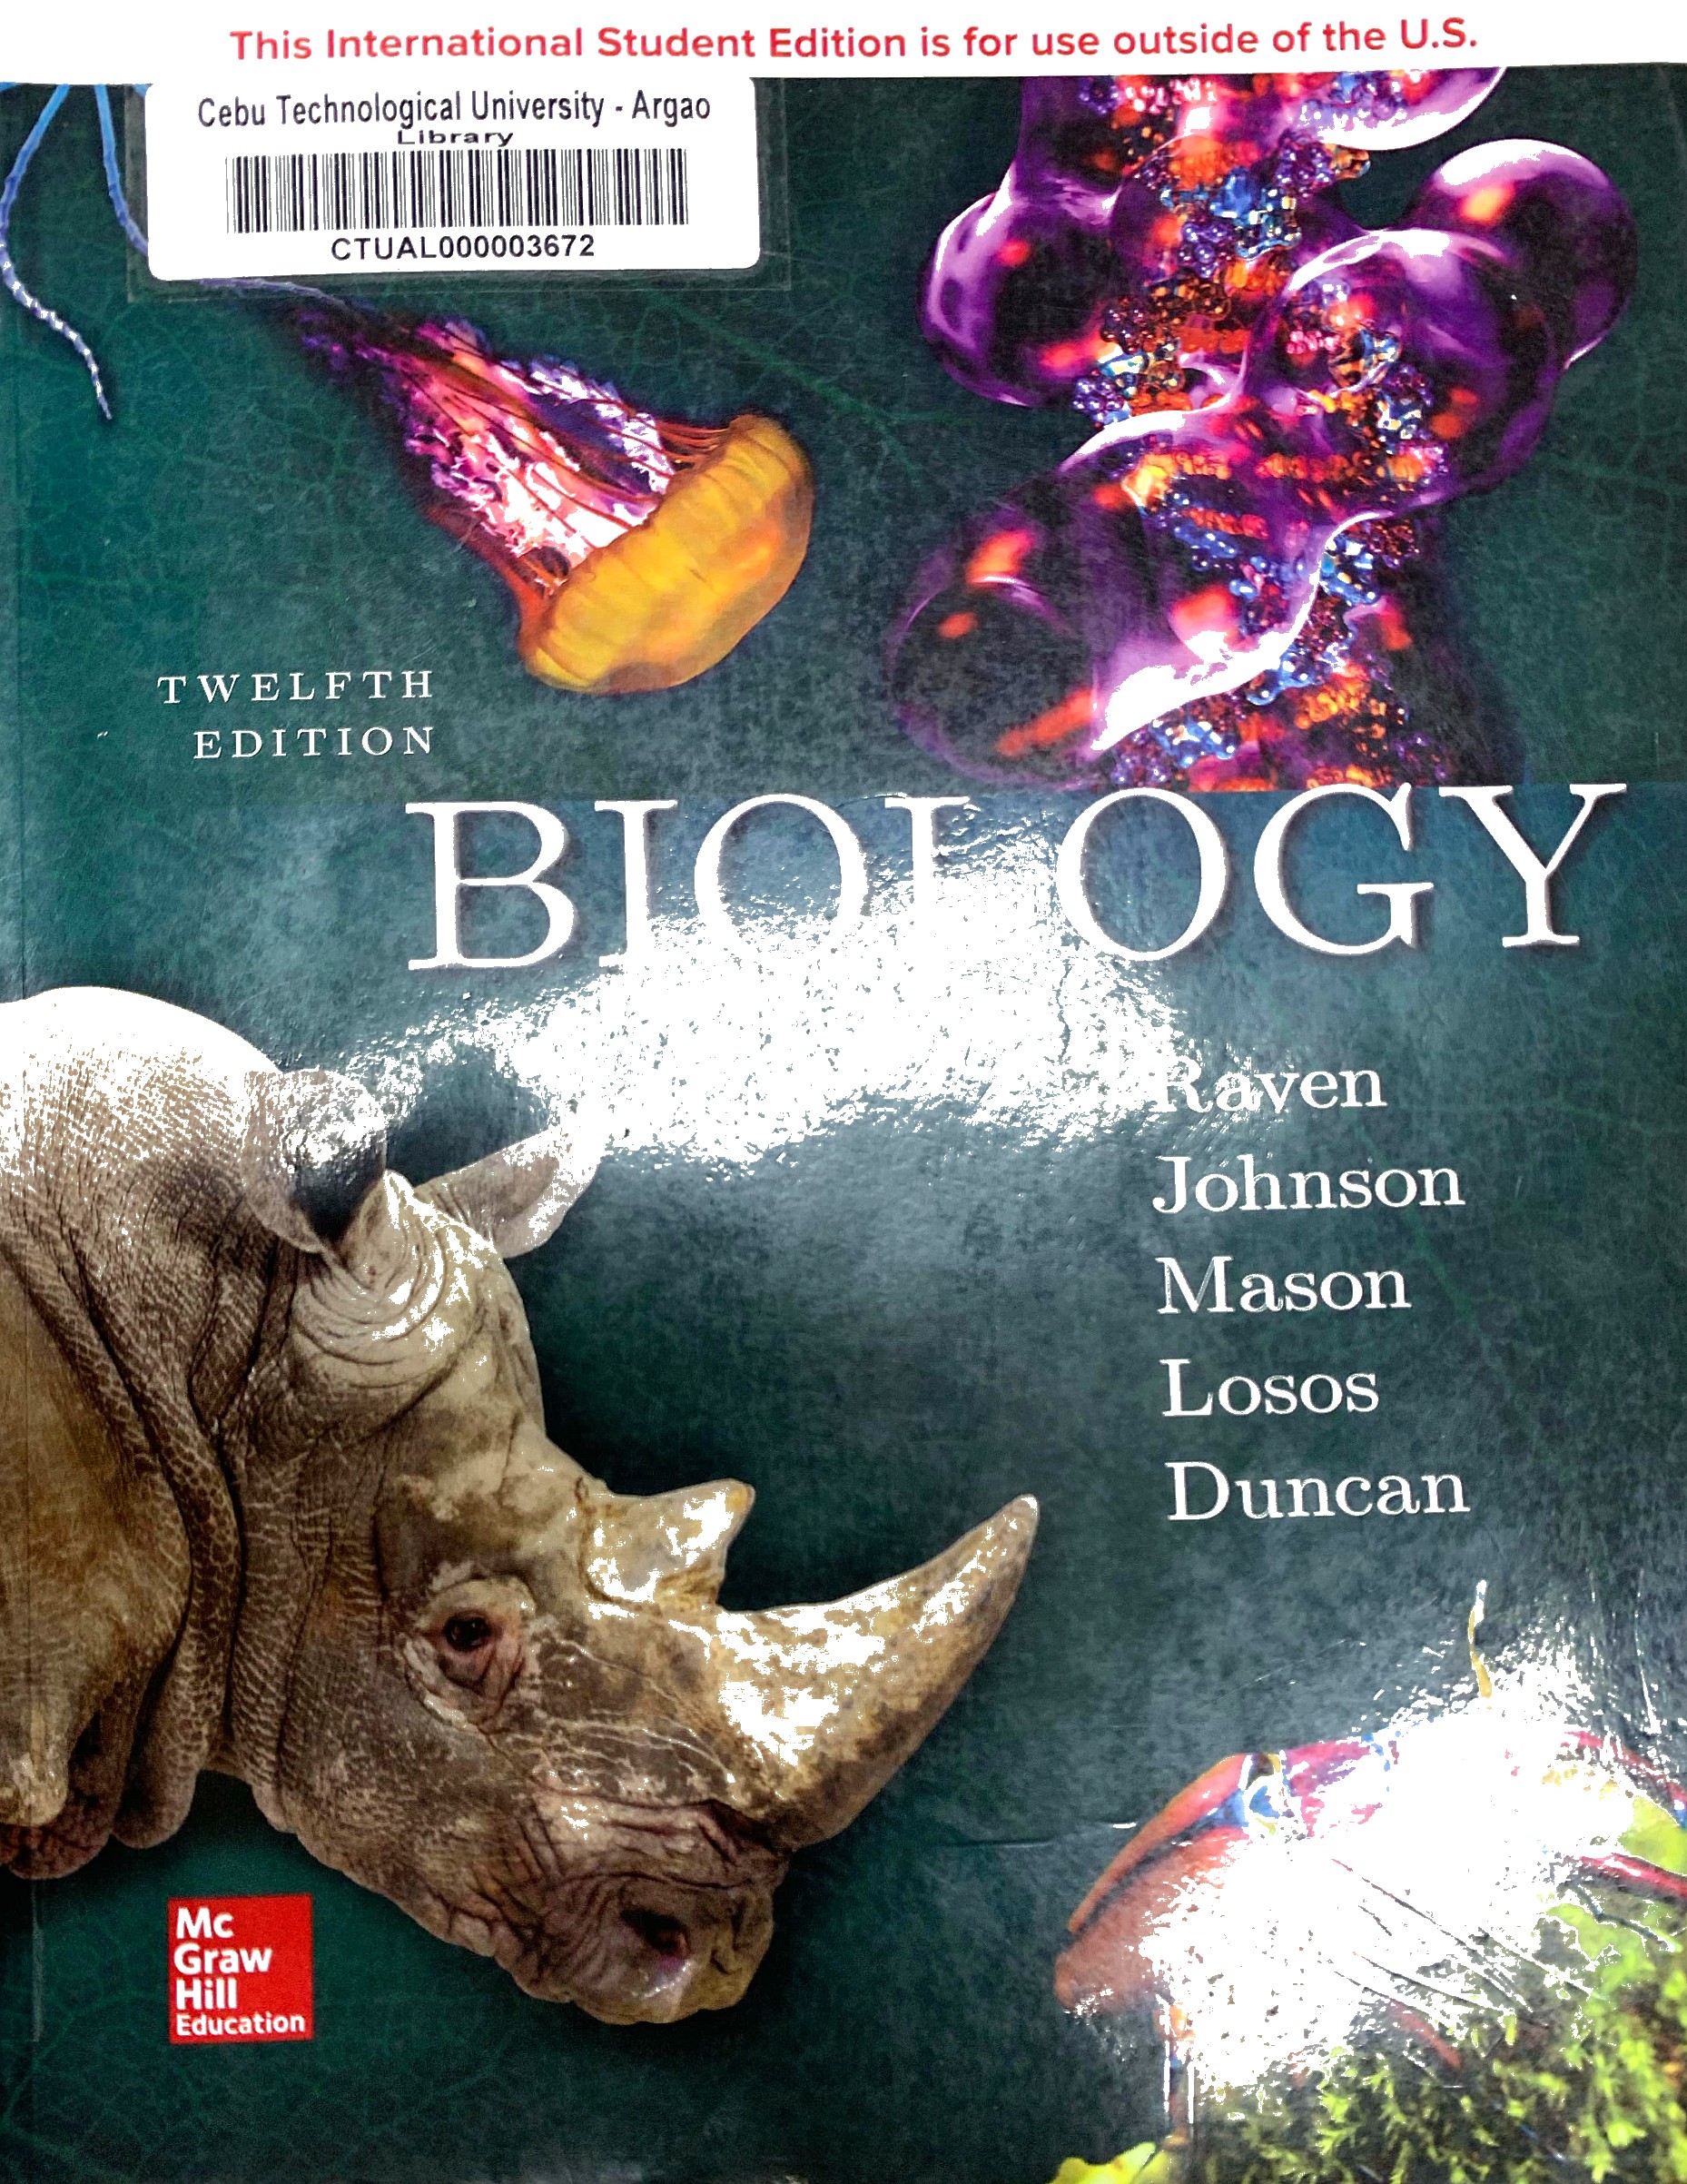 This International Student Edition is for use outside of the U.S.
Cebu Technological University - Argao
Library
CTUAL000003672
TWELFTH
EDITION
BIOLOGY
Raven
Johnson
Mason
Losos
Duncan
Mc
Graw
Hill
Education